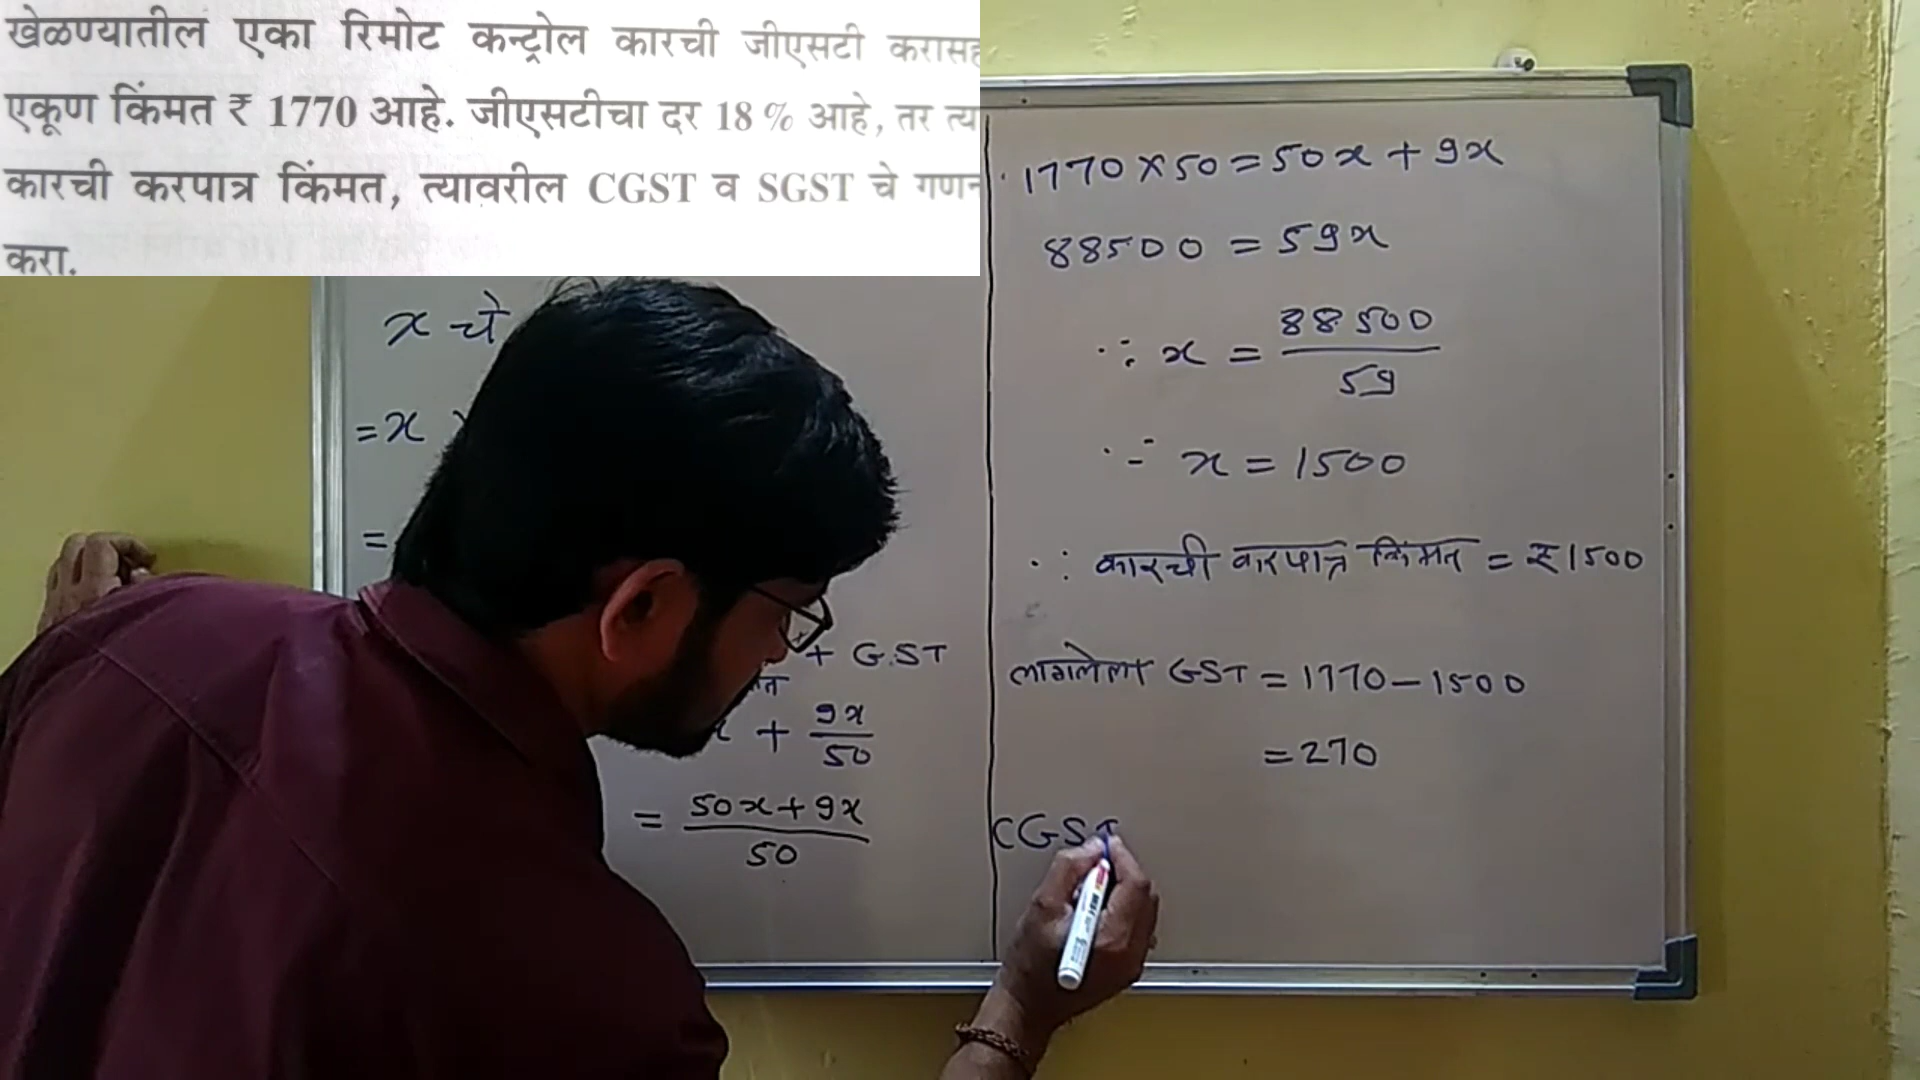 खेळण्यातील एका रिमोट कन्ट्रोल कारची जीएसटी करासह
एकूण किंमत ₹ 1770 आहे. जीएसटीचा दर 18 % आहे, तर त्य
कारची करपात्र किंमत, त्यावरील CGST व SGST चे गणन
करा.
x चे
= x
=
+ G.ST
x + 9x/50
= 50x+9x/50
1770 × 50 = 50x + 9x
88500 = 59x
∴ x = 88500/59
∴ x = 1500
∴ कारची करपात्र किंमत = ₹1500
लागलेला GST = 1770 – 1500
= 270
CGST